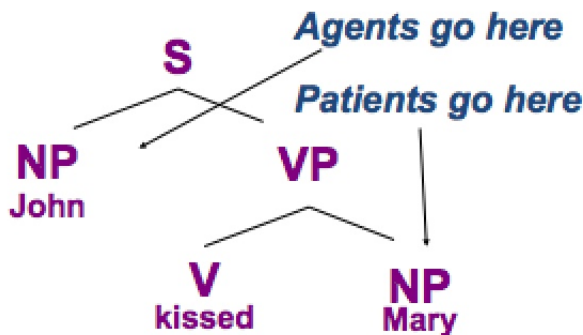 Agents go here
S
Patients go here
NP
John
VP
V
kissed
NP
Mary